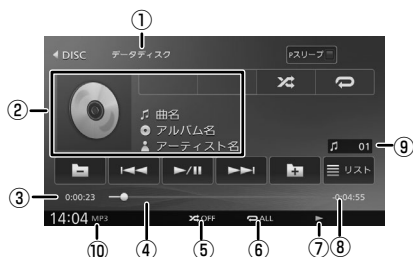 ①
◀ DISC データディスク Pスリープ
②
♫ 曲名
アルバム名
アーティスト名
♫ 01 ⑨
リスト
③ 0:00:23 -0:04:55
14:04 MP3 OFF ALL ▶
⑩ ④ ⑤ ⑥ ⑦ ⑧